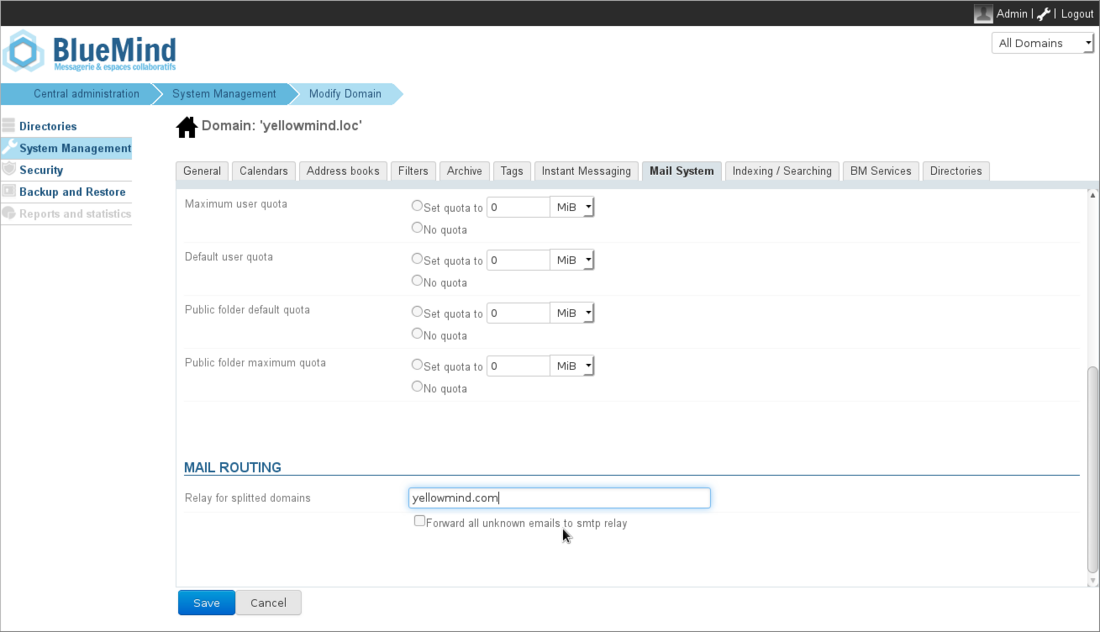 Admin | | Logout
BlueMind
Messagerie & espaces collaboratifs
All Domains
Central administration System Management Modify Domain
Directories
System Management
Security
Backup and Restore
Reports and statistics
Domain: 'yellowmind.loc'
General Calendars Address books Filters Archive Tags Instant Messaging Mail System Indexing / Searching BM Services Directories
Maximum user quota
Set quota to 0 MiB
No quota
Default user quota
Set quota to 0 MiB
No quota
Public folder default quota
Set quota to 0 MiB
No quota
Public folder maximum quota
Set quota to 0 MiB
No quota
MAIL ROUTING
Relay for splitted domains yellowmind.com
Forward all unknown emails to smtp relay
Save Cancel